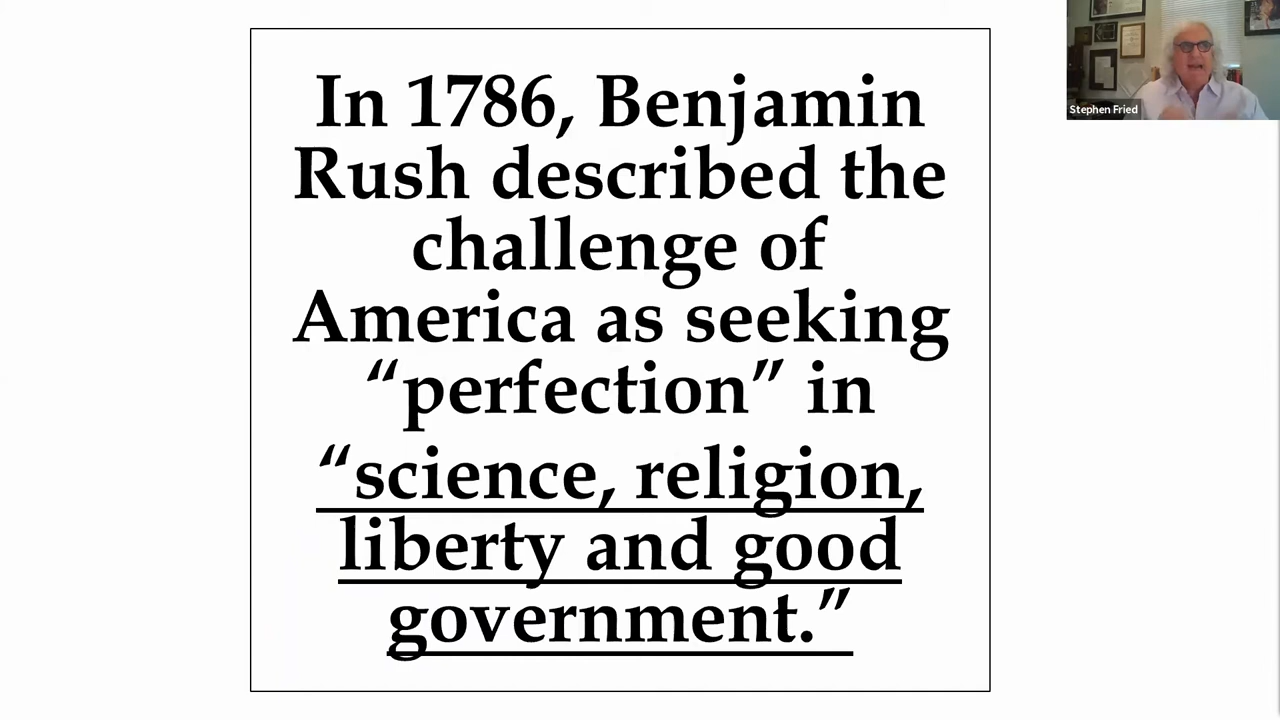 In 1786, Benjamin
Rush described the
challenge of
America as seeking
“perfection” in
“science, religion,
liberty and good
government.”
Stephen Fried